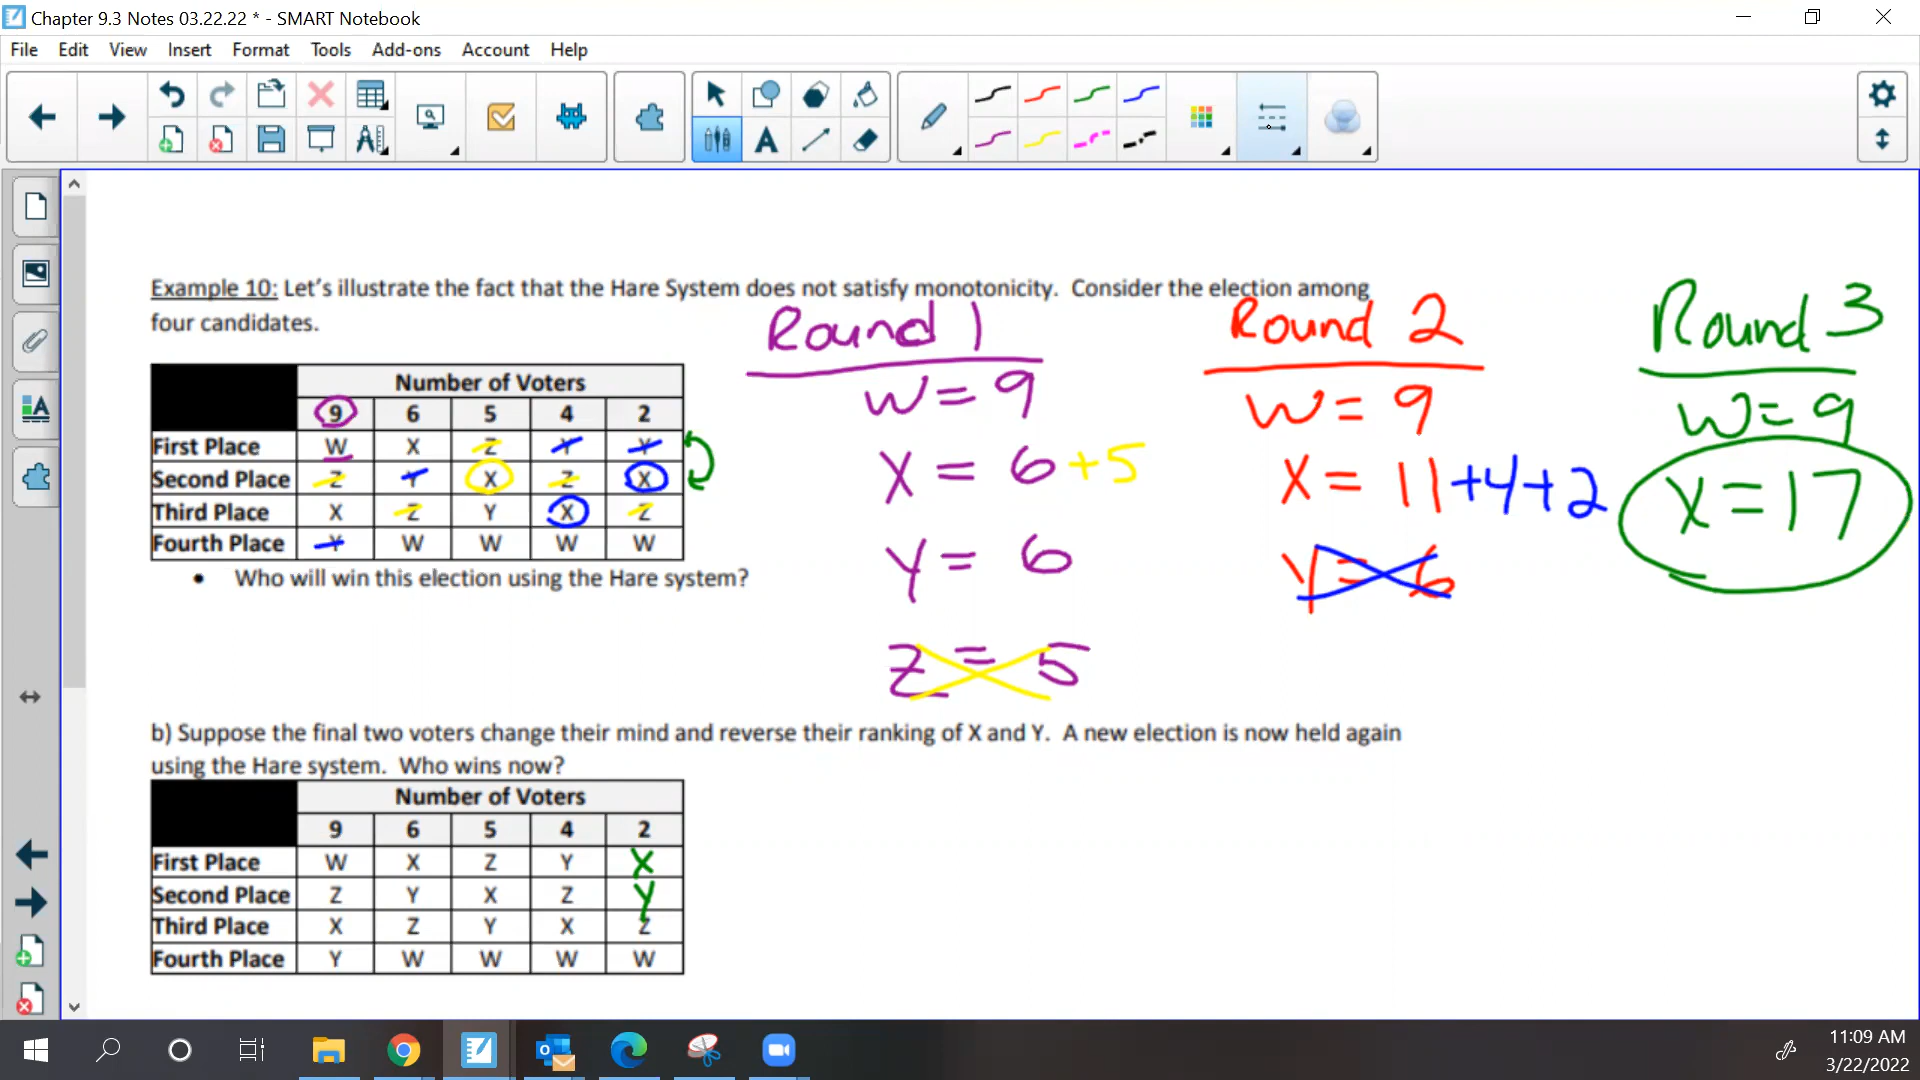 Chapter 9.3 Notes 03.22.22 * - SMART Notebook
File Edit View Insert Format Tools Add-ons Account Help
Example 10: Let's illustrate the fact that the Hare System does not satisfy monotonicity. Consider the election among
four candidates.
Number of Voters
9 6 5 4 2
First Place W X Z Y Y
Second Place Z Y X Z X
Third Place X Z Y X Z
Fourth Place Y W W W W
• Who will win this election using the Hare system?
Round 1
W = 9
X = 6 +5
Y = 6
Z = 5
Round 2
W = 9
X = 11 +4+2
Y = 6
Round 3
W = 9
X = 17
b) Suppose the final two voters change their mind and reverse their ranking of X and Y. A new election is now held again
using the Hare system. Who wins now?
Number of Voters
9 6 5 4 2
First Place W X Z Y X
Second Place Z Y X Z Y
Third Place X Z Y X Z
Fourth Place Y W W W W
11:09 AM
3/22/2022